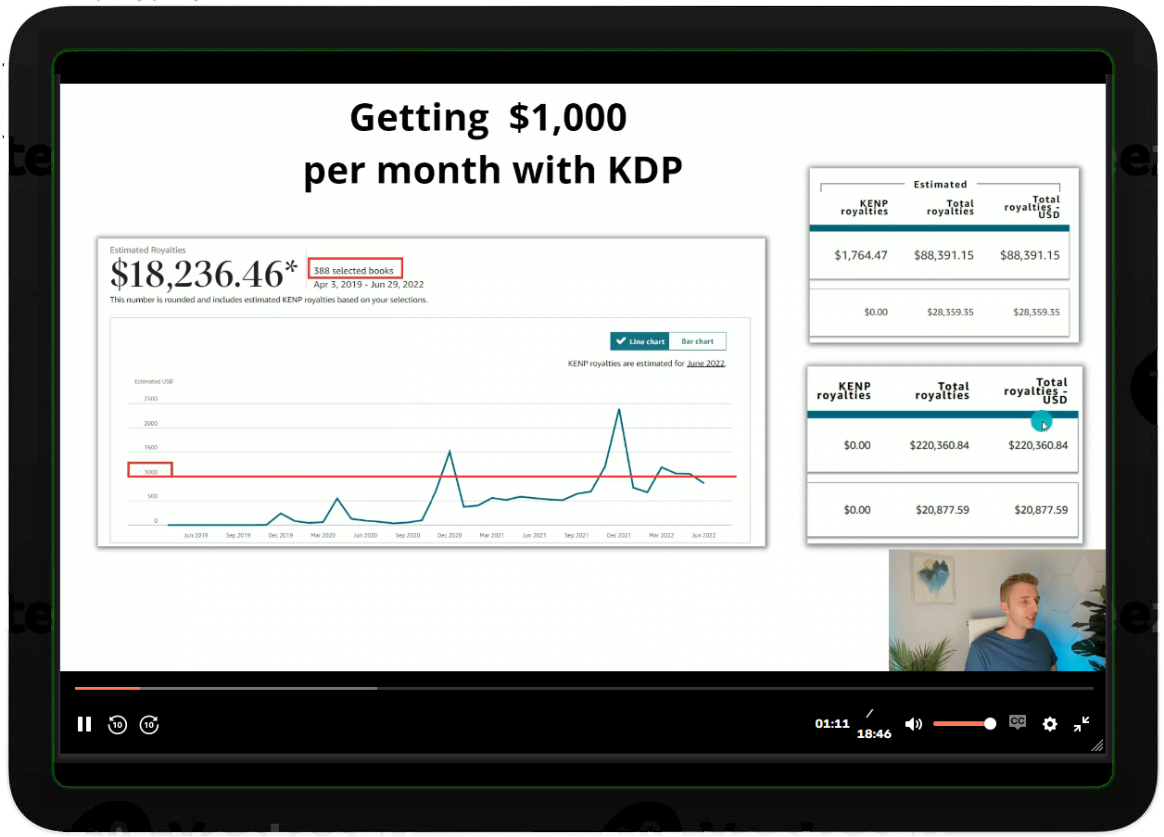 Getting $1,000
per month with KDP
Estimated Royalties
$18,236.46*
388 selected books
Apr 3, 2019 - Jun 29, 2022
This number is rounded and includes estimated KENP royalties based on your selections.
Line chart
Bar chart
KENP royalties are estimated for June 2022.
Estimated USD
2500
2000
1500
1000
500
0
Jun 2019 Sep 2019 Dec 2019 Mar 2020 Jun 2020 Sep 2020 Dec 2020 Mar 2021 Jun 2021 Sep 2021 Dec 2021 Mar 2022 Jun 2022
Estimated
KENP royalties Total royalties Total royalties - USD
$1,764.47 $88,391.15 $88,391.15
$0.00 $28,359.35 $28,359.35
KENP royalties Total royalties Total royalties - USD
$0.00 $220,360.84 $220,360.84
$0.00 $20,877.59 $20,877.59
10 10
01:11 / 18:46
CC